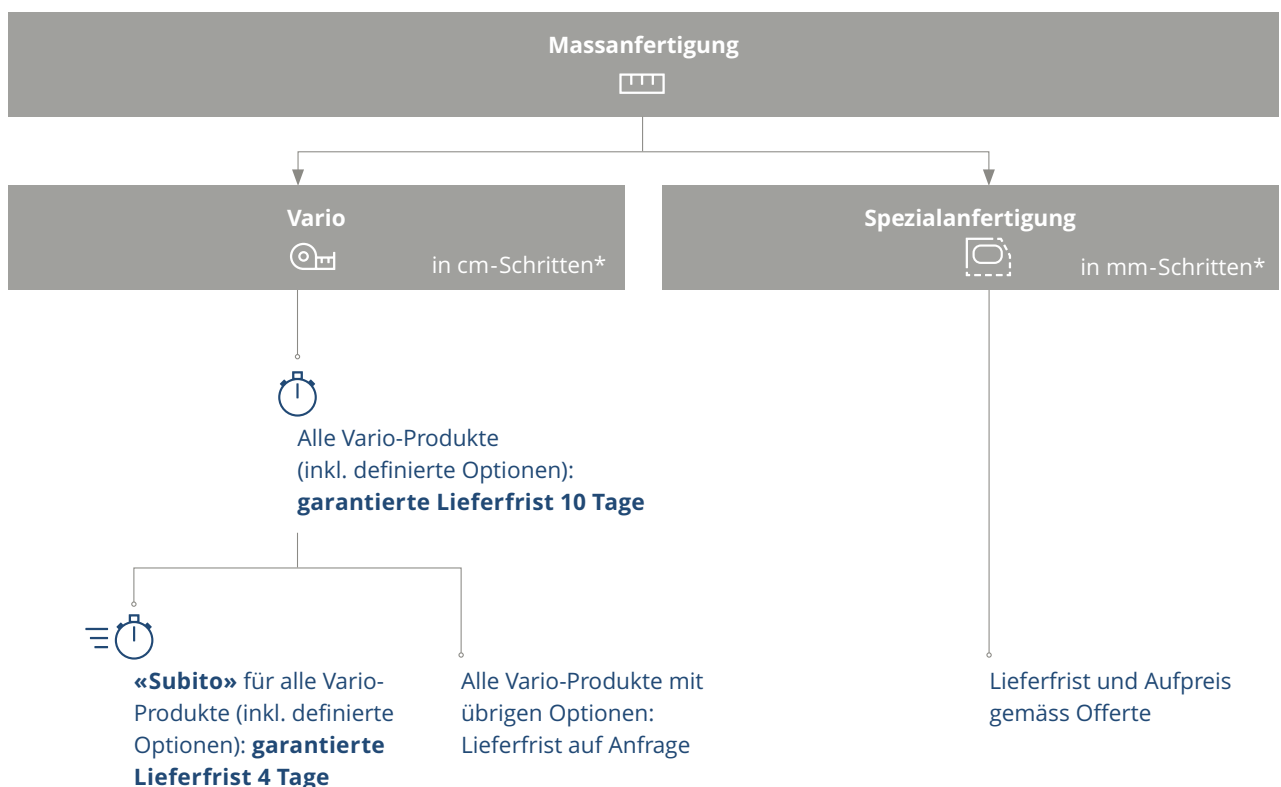 Massanfertigung
Vario
in cm-Schritten*
Spezialanfertigung
in mm-Schritten*
Alle Vario-Produkte
(inkl. definierte Optionen):
garantierte Lieferfrist 10 Tage
«Subito» für alle Vario-
Produkte (inkl. definierte
Optionen): garantierte
Lieferfrist 4 Tage
Alle Vario-Produkte mit
übrigen Optionen:
Lieferfrist auf Anfrage
Lieferfrist und Aufpreis
gemäss Offerte